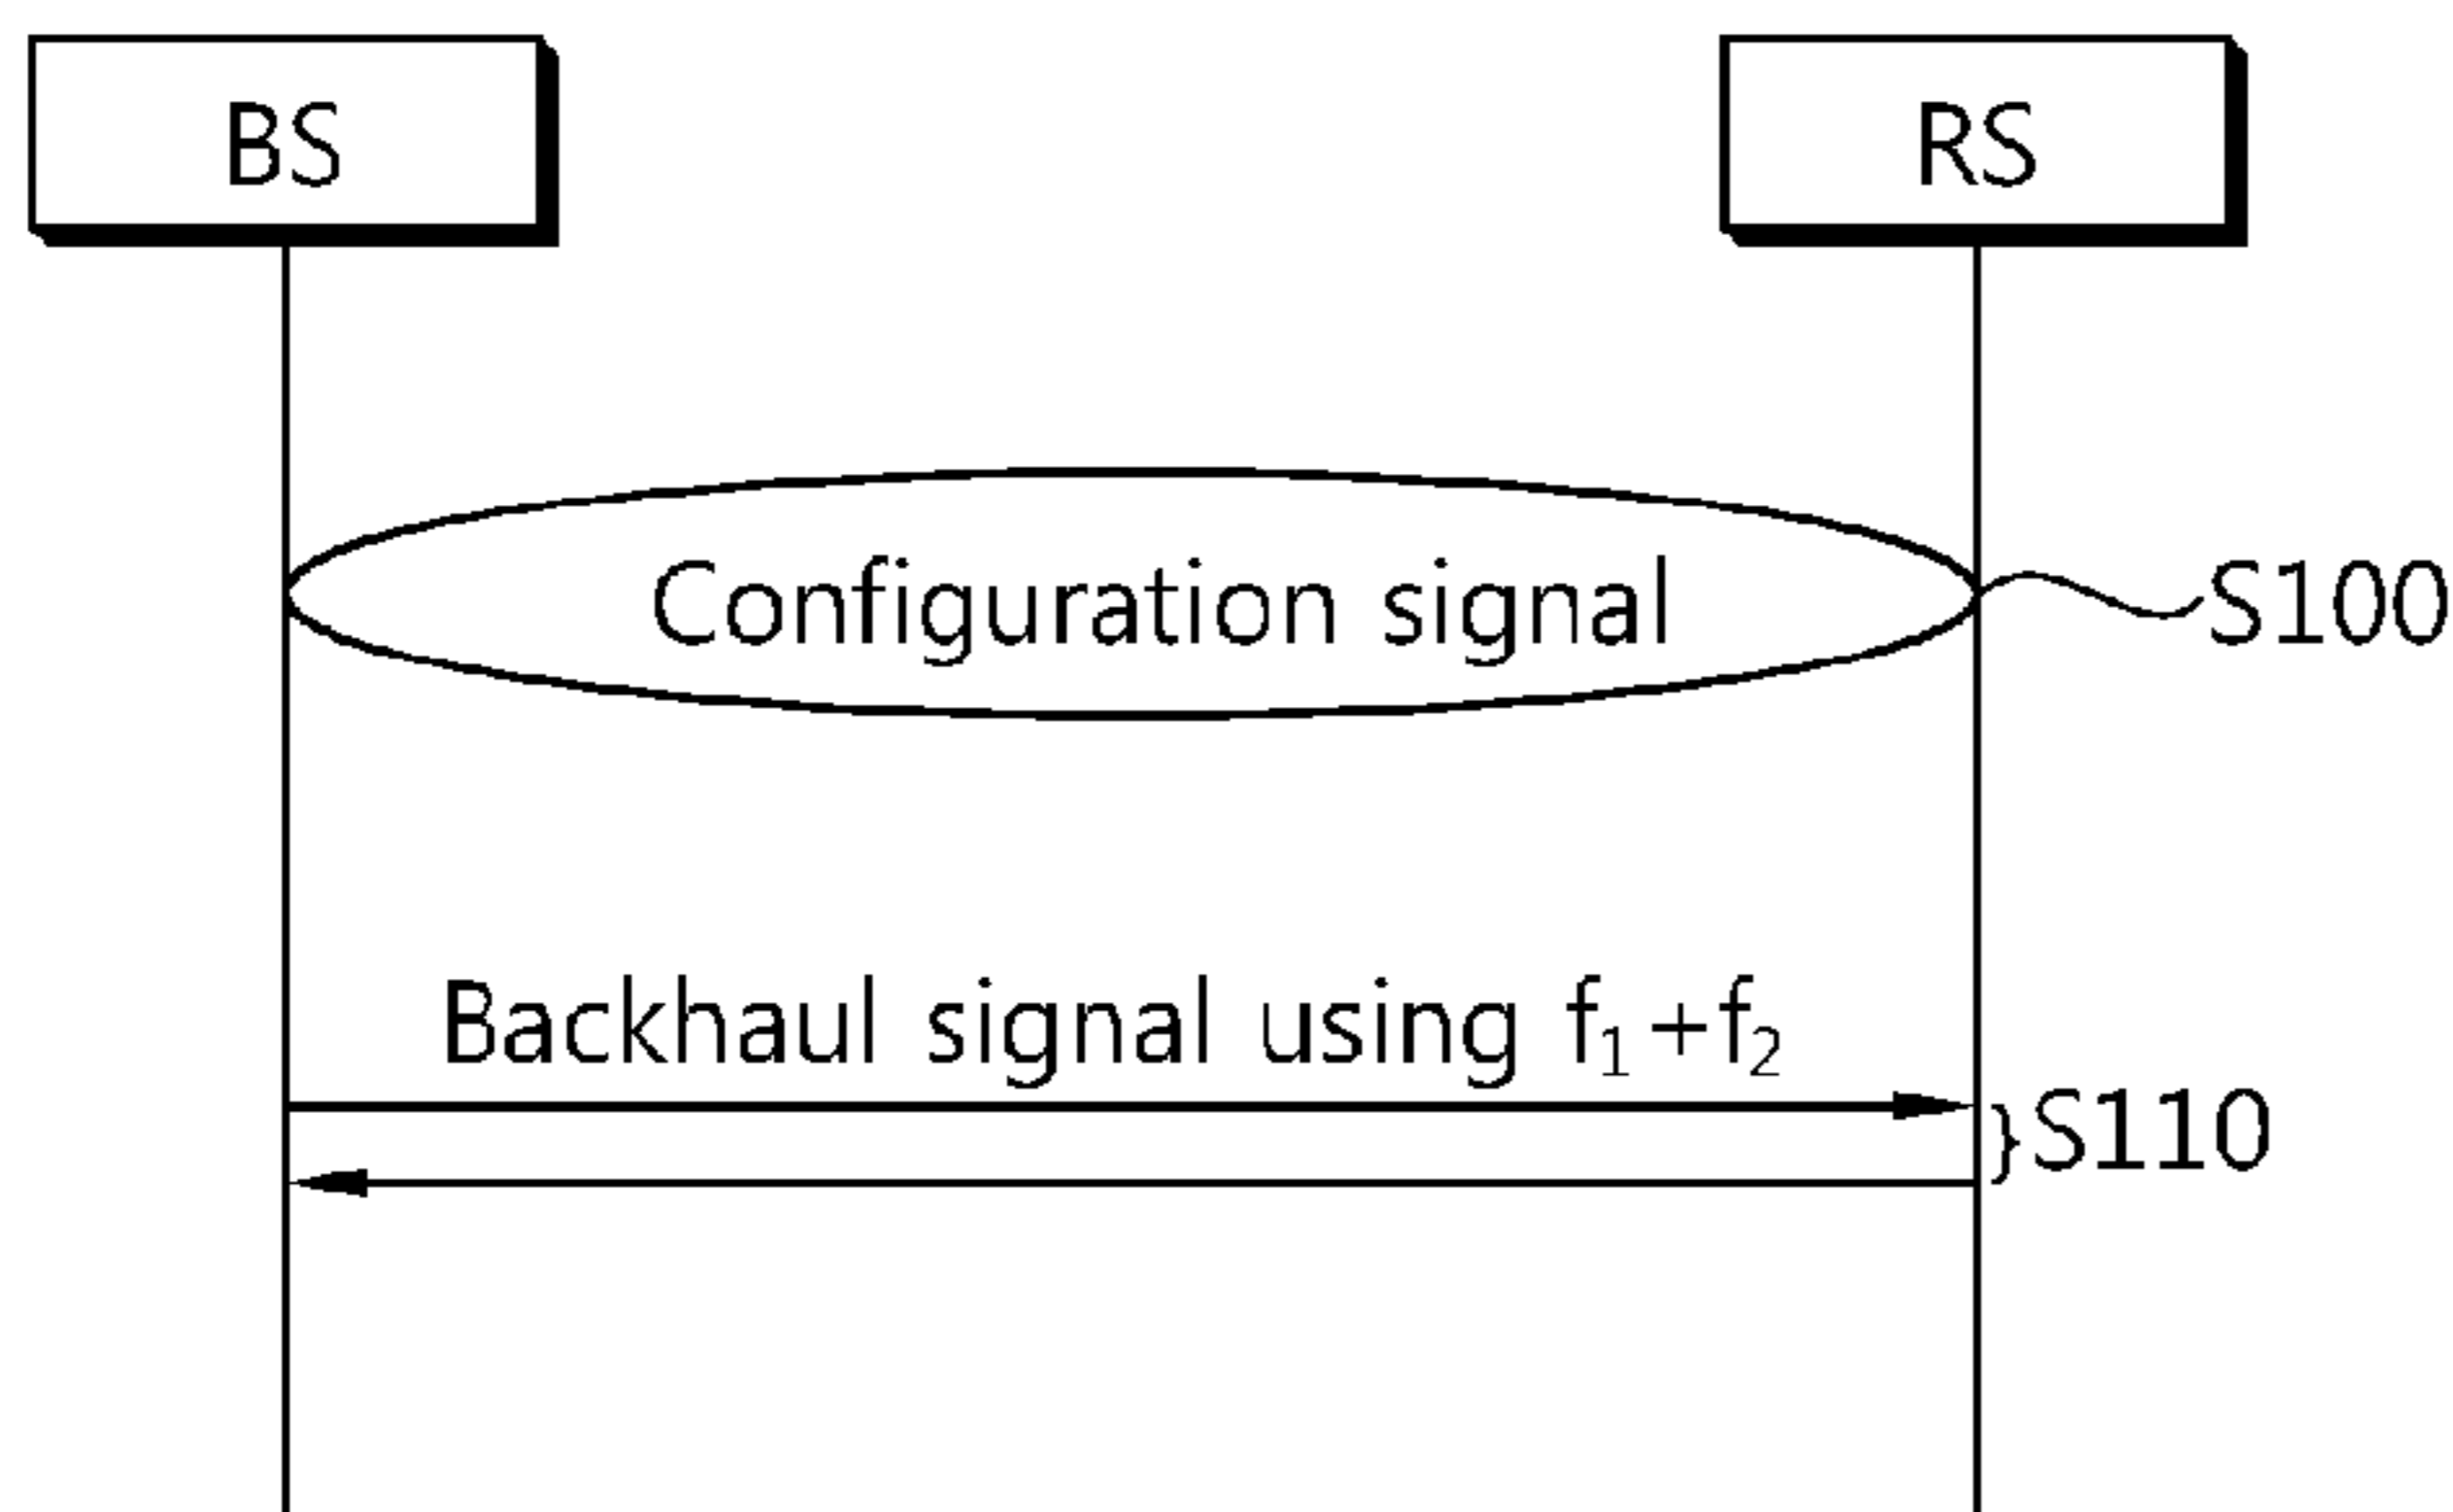 BS
RS
Configuration signal
S100
Backhaul signal using f₁+f₂
S110